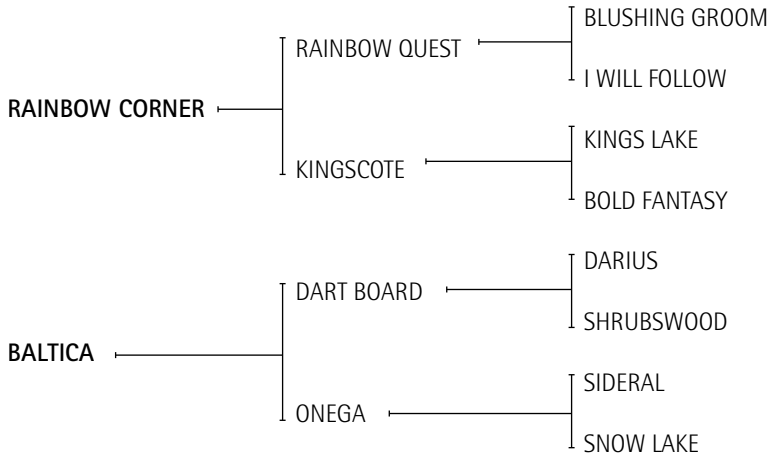 BLUSHING GROOM
RAINBOW QUEST
I WILL FOLLOW
RAINBOW CORNER
KINGS LAKE
KINGSCOTE
BOLD FANTASY
DARIUS
DART BOARD
SHRUBSWOOD
BALTICA
SIDERAL
ONEGA
SNOW LAKE